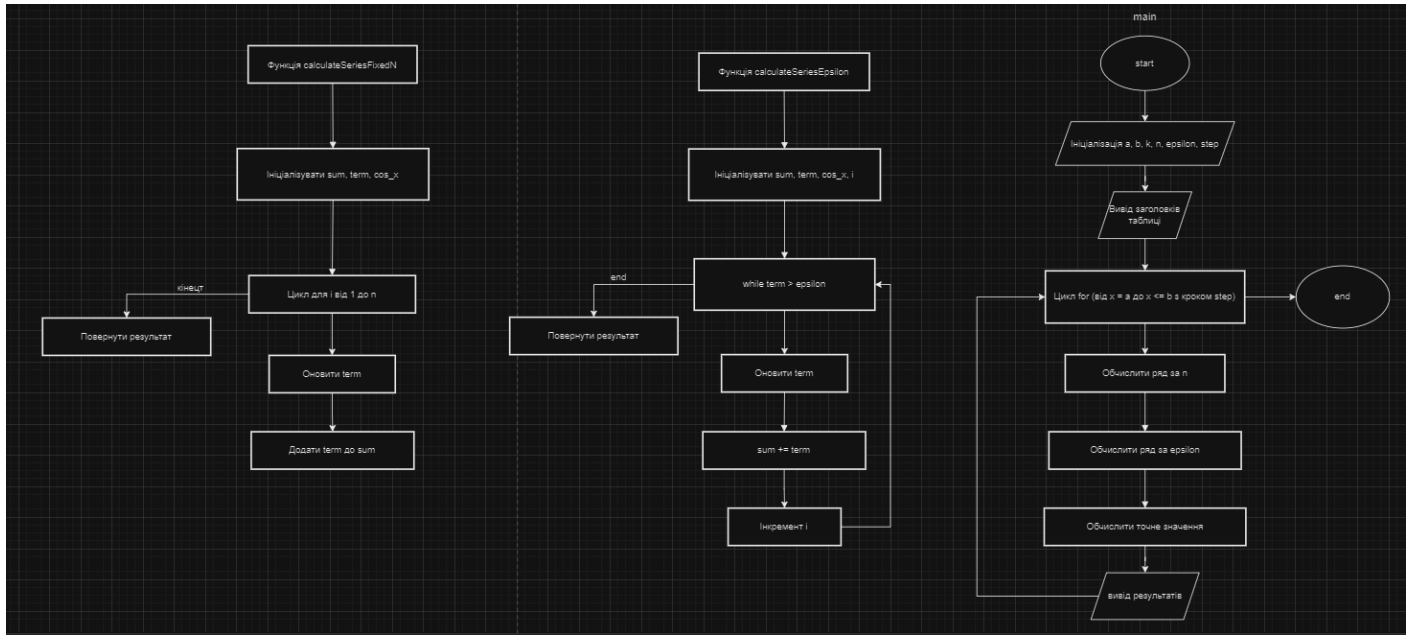 Функція calculateSeriesFixedN
Ініціалізувати sum, term, cos_x
Цикл для i від 1 до n
кінецт
Повернути результат
Оновити term
Додати term до sum
Функція calculateSeriesEpsilon
Ініціалізувати sum, term, cos_x, i
while term > epsilon
end
Повернути результат
Оновити term
sum += term
Інкремент i
main
start
Ініціалізація a, b, k, n, epsilon, step
Вивід заголовків
таблиці
Цикл for (від x = a до x <= b з кроком step)
end
Обчислити ряд за n
Обчислити ряд за epsilon
Обчислити точне значення
вивід результатів